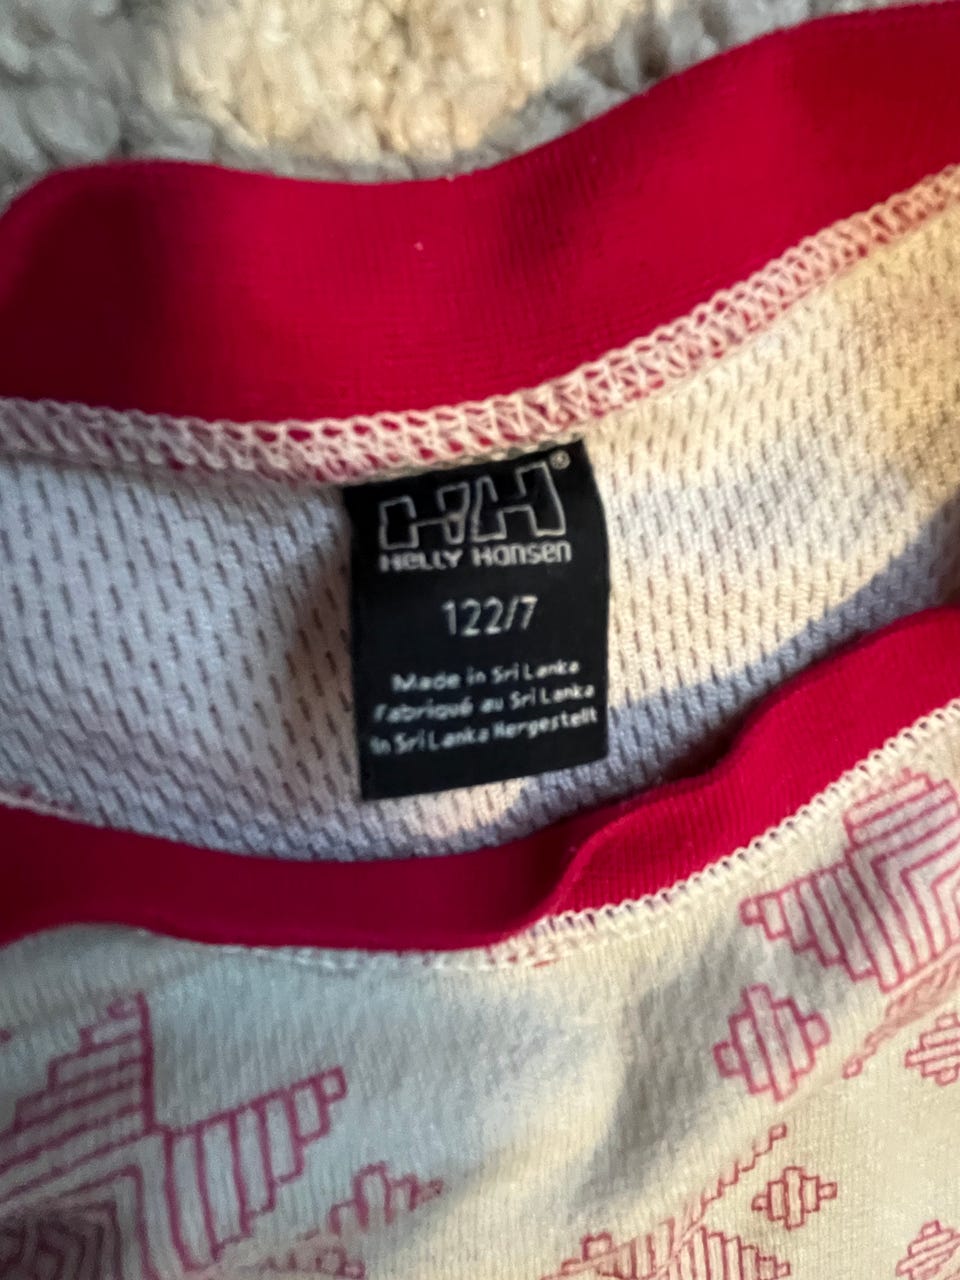 HH®
HELLY HANSEN
122/7
Made in Sri Lanka
Fabriqué au Sri Lanka
In Sri Lanka Hergestellt